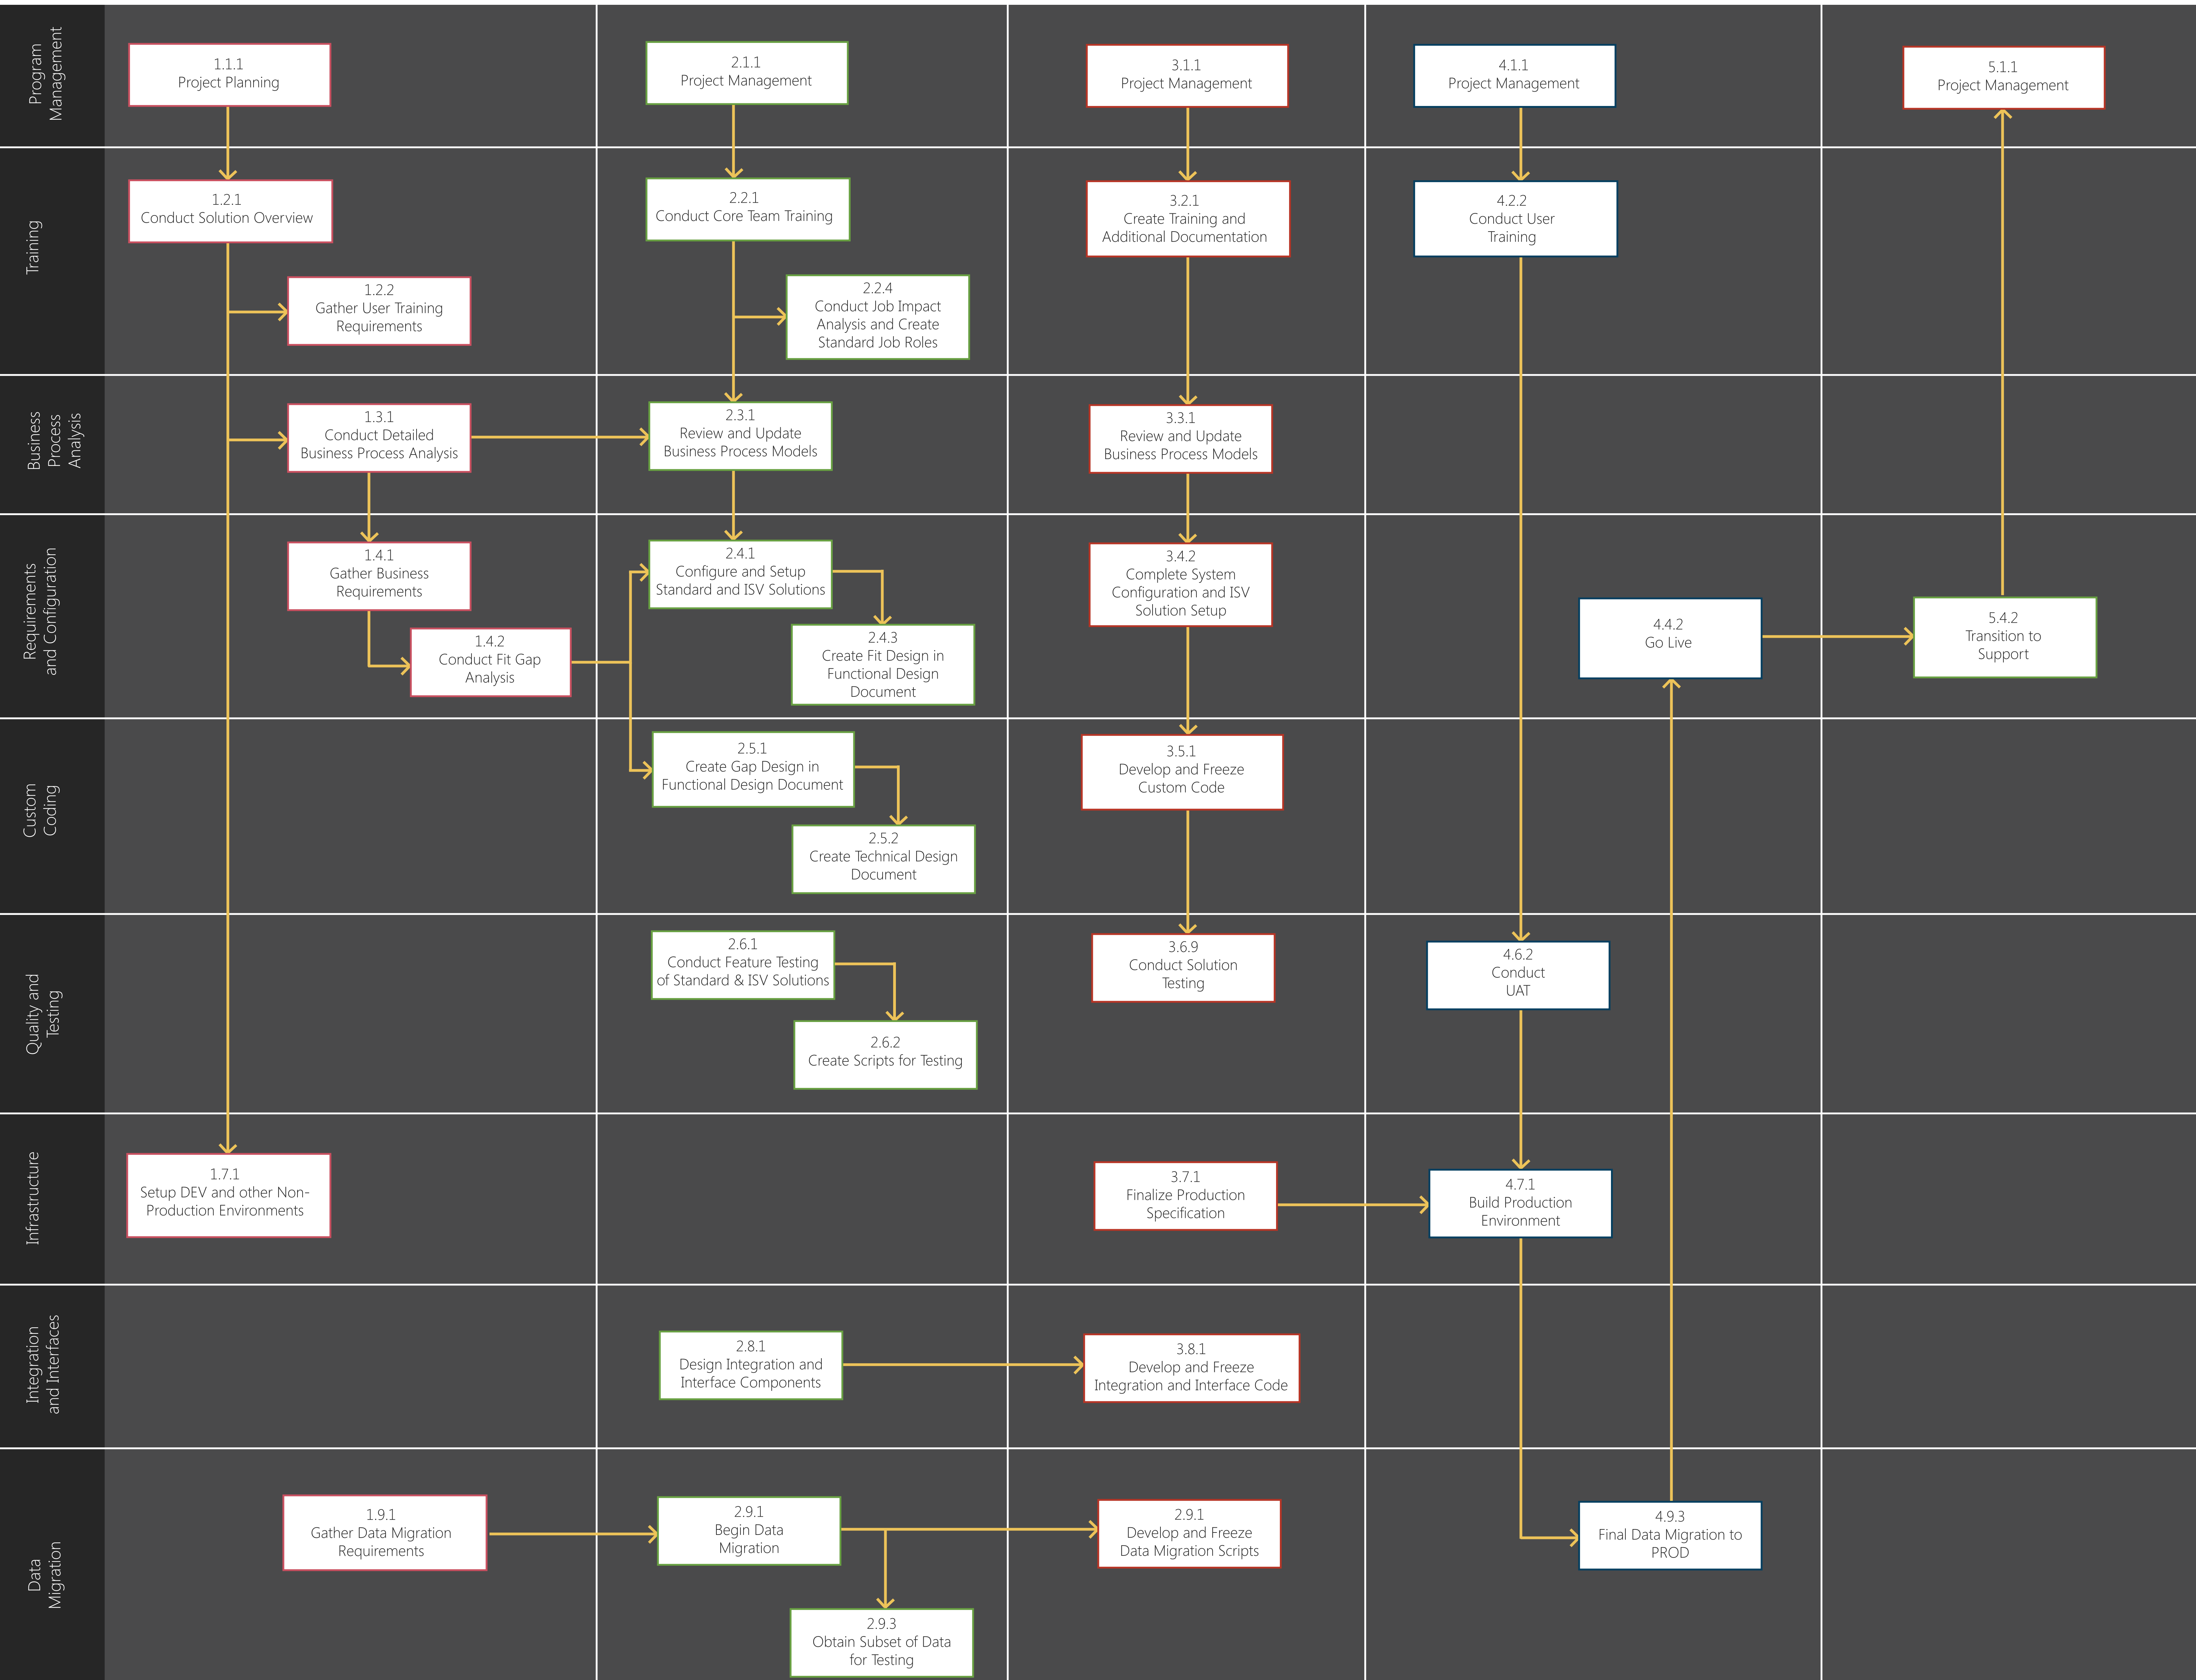 Program
Management
1.1.1
Project Planning
2.1.1
Project Management
3.1.1
Project Management
4.1.1
Project Management
5.1.1
Project Management
Training
1.2.1
Conduct Solution Overview
1.2.2
Gather User Training
Requirements
2.2.1
Conduct Core Team Training
2.2.4
Conduct Job Impact
Analysis and Create
Standard Job Roles
3.2.1
Create Training and
Additional Documentation
4.2.2
Conduct User
Training
Business
Process
Analysis
1.3.1
Conduct Detailed
Business Process Analysis
2.3.1
Review and Update
Business Process Models
3.3.1
Review and Update
Business Process Models
Requirements
and Configuration
1.4.1
Gather Business
Requirements
1.4.2
Conduct Fit Gap
Analysis
2.4.1
Configure and Setup
Standard and ISV Solutions
2.4.3
Create Fit Design in
Functional Design
Document
3.4.2
Complete System
Configuration and ISV
Solution Setup
4.4.2
Go Live
5.4.2
Transition to
Support
Custom
Coding
2.5.1
Create Gap Design in
Functional Design Document
2.5.2
Create Technical Design
Document
3.5.1
Develop and Freeze
Custom Code
Quality and
Testing
2.6.1
Conduct Feature Testing
of Standard & ISV Solutions
2.6.2
Create Scripts for Testing
3.6.9
Conduct Solution
Testing
4.6.2
Conduct
UAT
Infrastructure
1.7.1
Setup DEV and other Non-
Production Environments
3.7.1
Finalize Production
Specification
4.7.1
Build Production
Environment
Integration
and Interfaces
2.8.1
Design Integration and
Interface Components
3.8.1
Develop and Freeze
Integration and Interface Code
Data
Migration
1.9.1
Gather Data Migration
Requirements
2.9.1
Begin Data
Migration
2.9.3
Obtain Subset of Data
for Testing
2.9.1
Develop and Freeze
Data Migration Scripts
4.9.3
Final Data Migration to
PROD